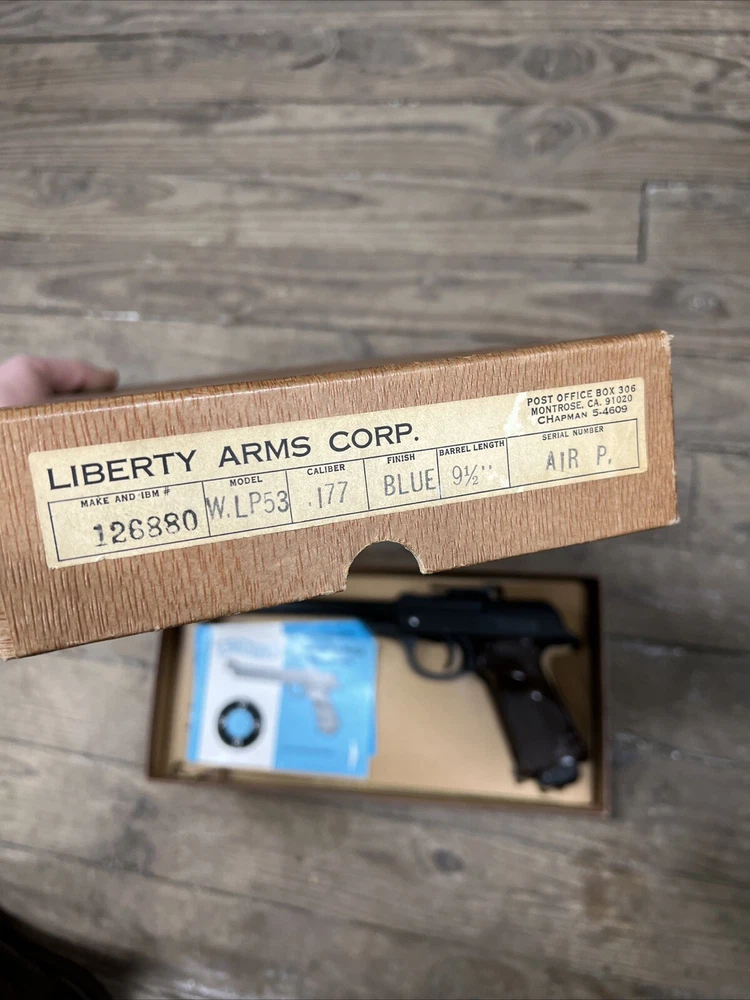 LIBERTY ARMS CORP.
POST OFFICE BOX 306
MONTROSE, CA. 91020
CHAPMAN 5-4609
MAKE AND IBM #
MODEL
CALIBER
FINISH
BARREL LENGTH
SERIAL NUMBER
126880
W.LP53
.177
BLUE
9½"
AIR P.